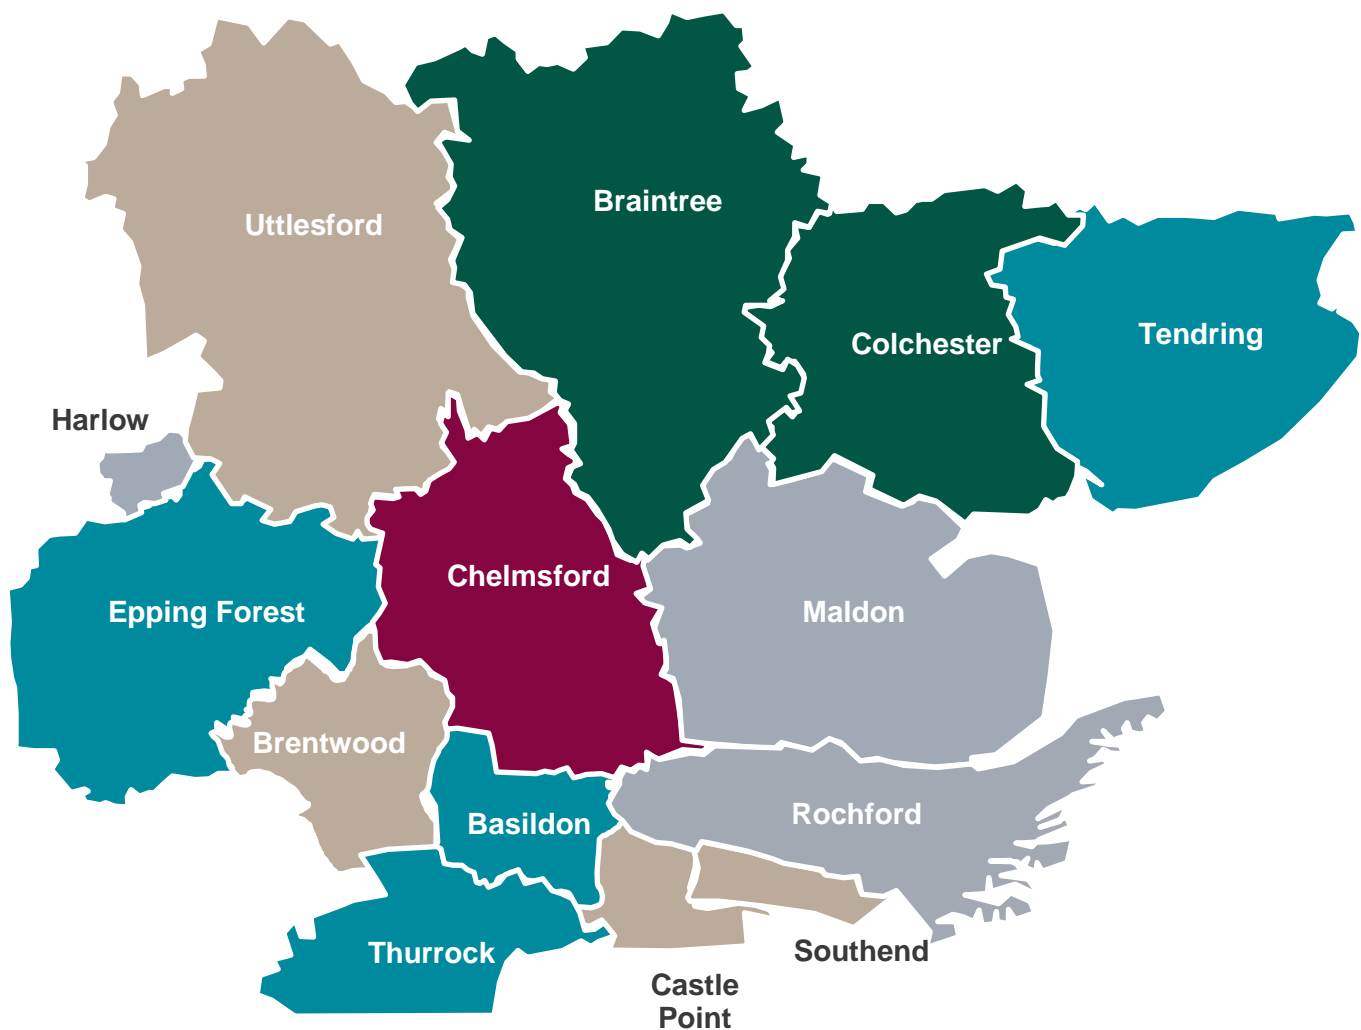 Braintree
Uttlesford
Tendring
Colchester
Harlow
Chelmsford
Epping Forest
Maldon
Brentwood
Rochford
Basildon
Southend
Thurrock
Castle
Point